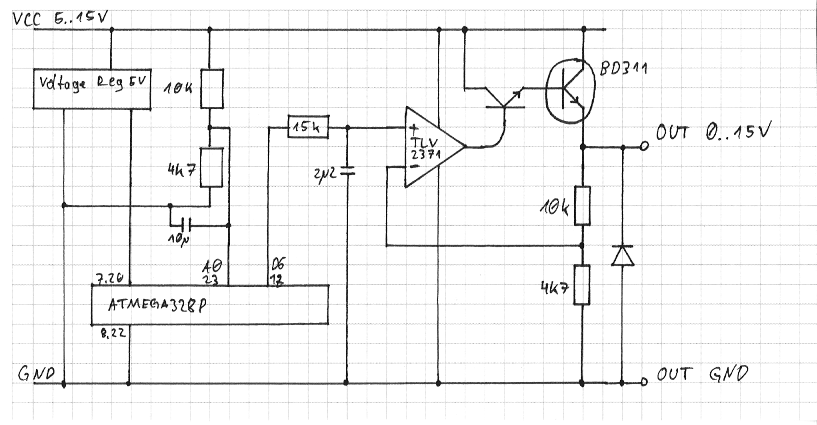 VCC 5..15V
Voltage Reg 5V
10k
BD311
15k
+
TLV
2371
-
OUT 0..15V
4k7
2µ2
10µ
10k
A0
23
D6
12
7.20
4k7
ATMEGA328P
8.22
GND
OUT GND